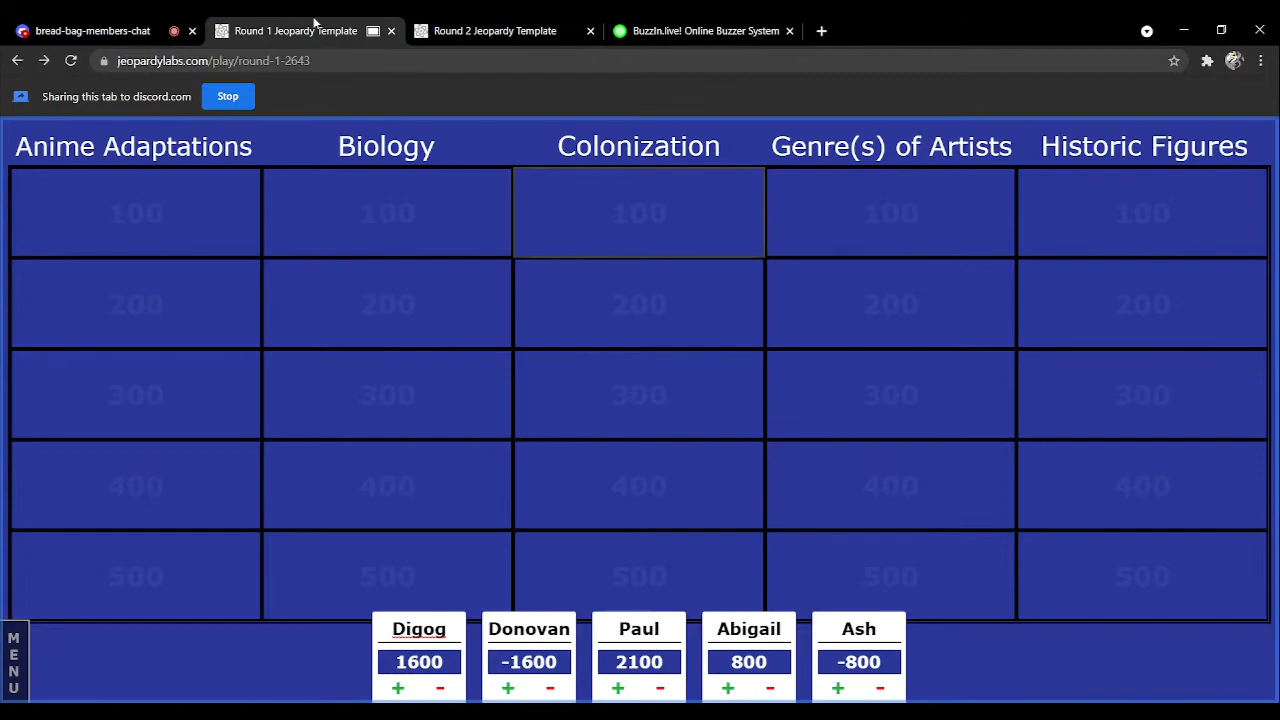 bread-bag-members-chat
Round 1 Jeopardy Template
Round 2 Jeopardy Template
BuzzIn.live! Online Buzzer System
jeopardylabs.com/play/round-1-2643
Sharing this tab to discord.com
Stop
Anime Adaptations Biology Colonization Genre(s) of Artists Historic Figures
100 100 100 100 100
200 200 200 200 200
300 300 300 300 300
400 400 400 400 400
500 500 500 500 500
MENU
Digog Donovan Paul Abigail Ash
1600 -1600 2100 800 -800
+ - + - + - + - + -